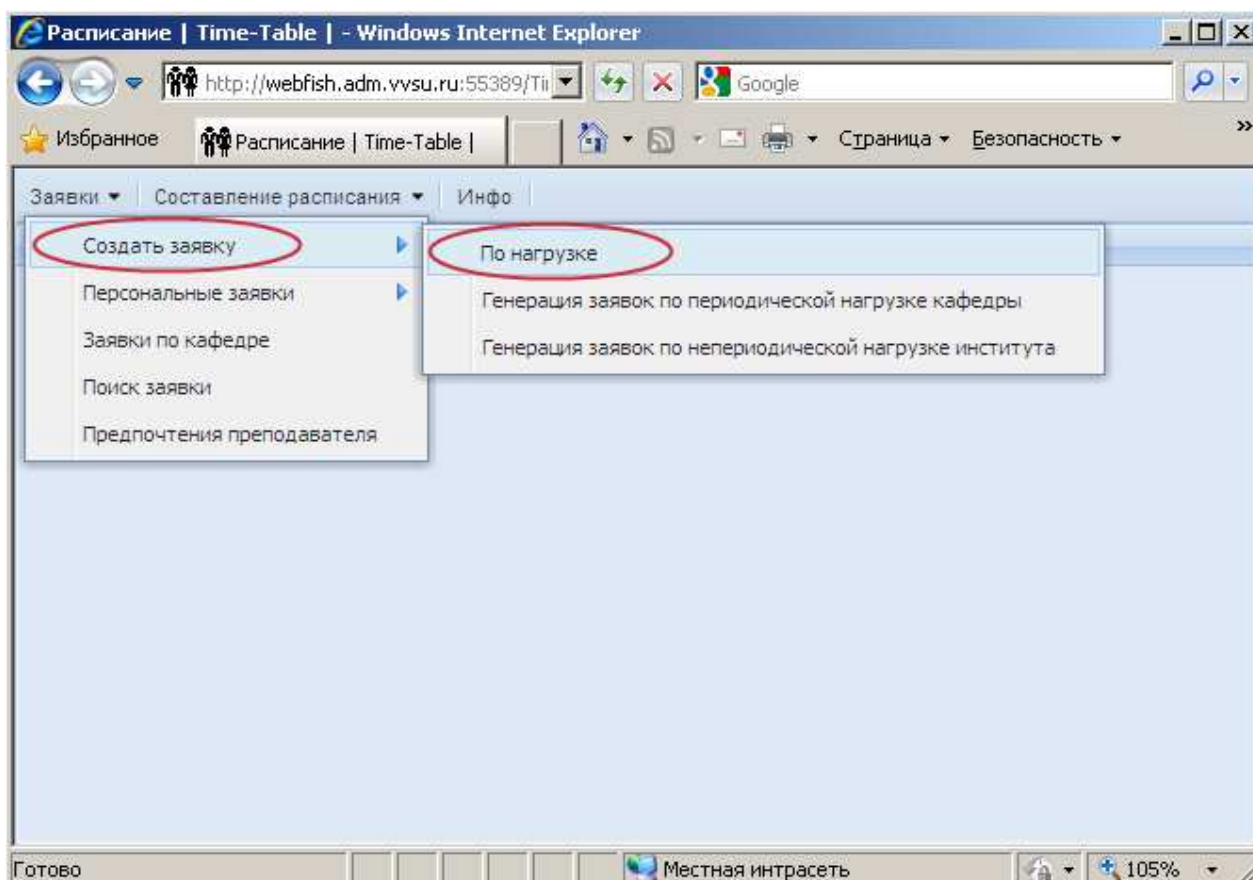 Расписание | Time-Table | - Windows Internet Explorer
http://webfish.adm.vvsu.ru:55389/Ti
Google
Избранное
Расписание | Time-Table |
Страница
Безопасность
»
Заявки
Составление расписания
Инфо
Создать заявку
По нагрузке
Персональные заявки
Генерация заявок по периодической нагрузке кафедры
Заявки по кафедре
Генерация заявок по непериодической нагрузке института
Поиск заявки
Предпочтения преподавателя
Готово
Местная интрасеть
105%